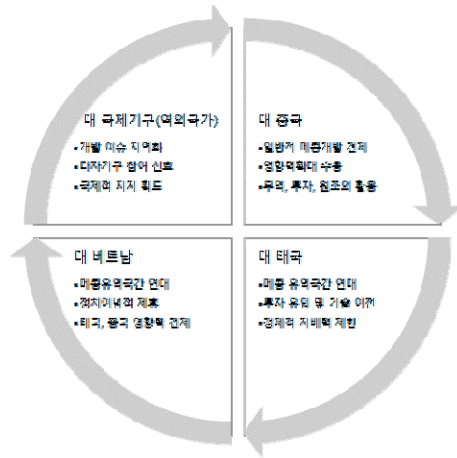 대 국제기구(역외국가)
▪개발 이슈 지역화
▪다자기구 참여 선호
▪국제적 지지 획득
대 중국
▪일방적 메콩개발 견제
▪영향력확대 수용
▪무역, 투자, 원조의 활용
대 베트남
▪메콩유역국간 연대
▪정치이념적 제휴
▪태국, 중국 영향력 견제
대 태국
▪메콩 유역국간 연대
▪투자 유입 및 기술 이전
▪경제적 지배력 제한